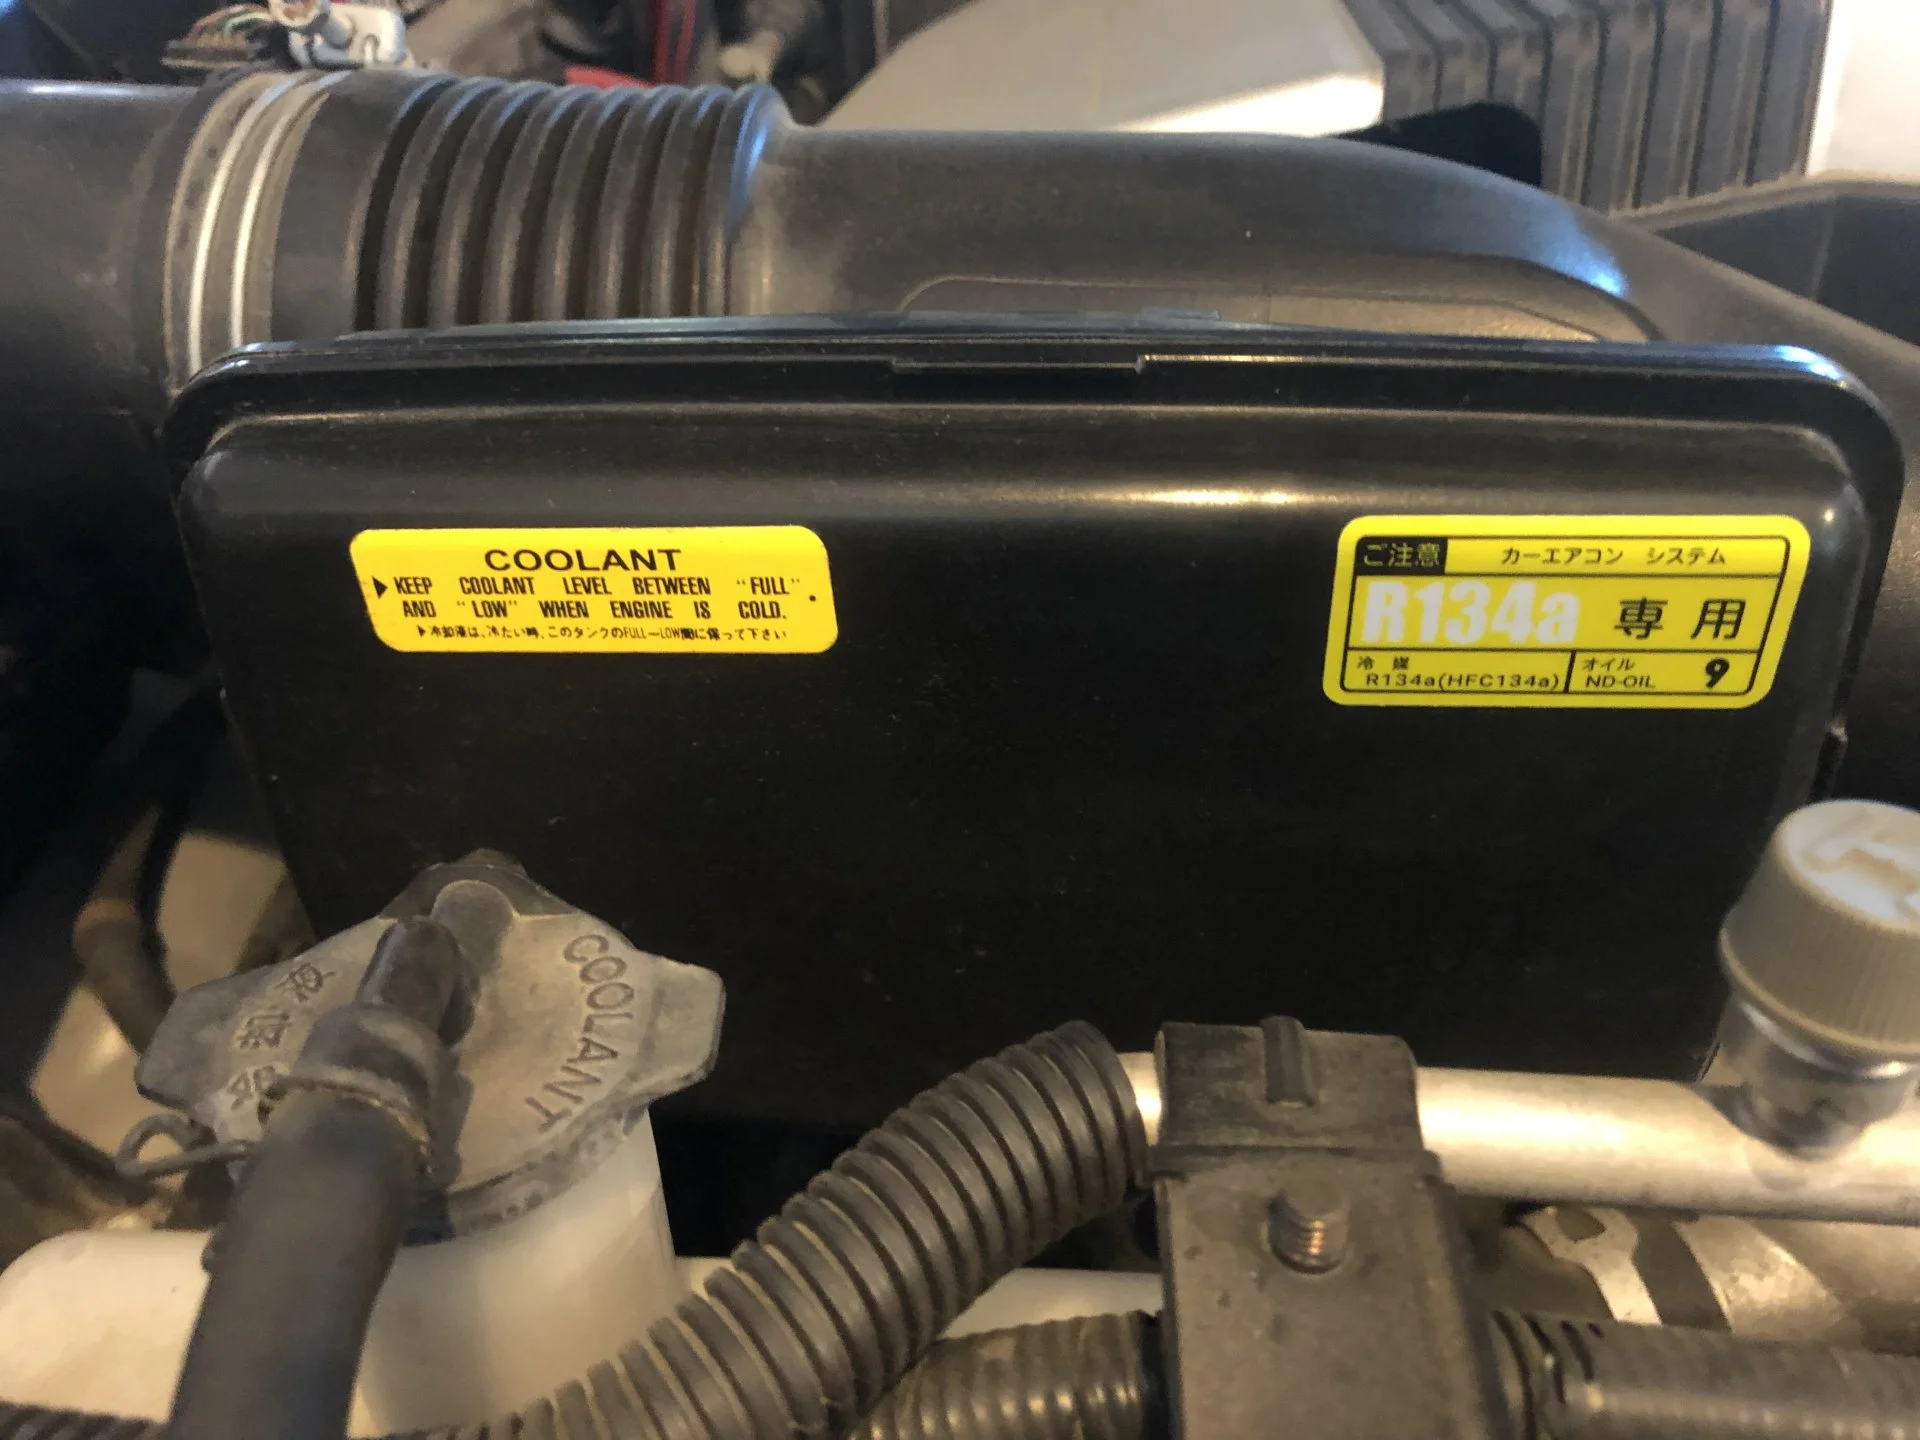 COOLANT
KEEP COOLANT LEVEL BETWEEN “FULL”
AND “LOW” WHEN ENGINE IS COLD.
冷却液は、冷たい時、このタンクのFULL―LOW間に保って下さい
ご注意 カーエアコン システム
R134a 専用
冷媒 オイル
R134a(HFC134a) ND-OIL 9
COOLANT